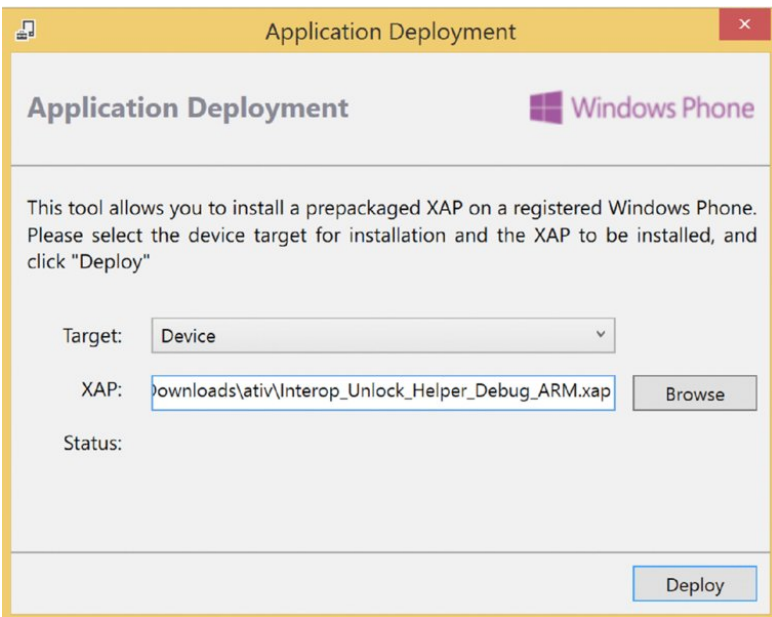 Application Deployment
×
Application Deployment
Windows Phone
This tool allows you to install a prepackaged XAP on a registered Windows Phone.
Please select the device target for installation and the XAP to be installed, and
click "Deploy"
Target:
Device
XAP:
ownloads\ativ\Interop_Unlock_Helper_Debug_ARM.xap
Browse
Status:
Deploy